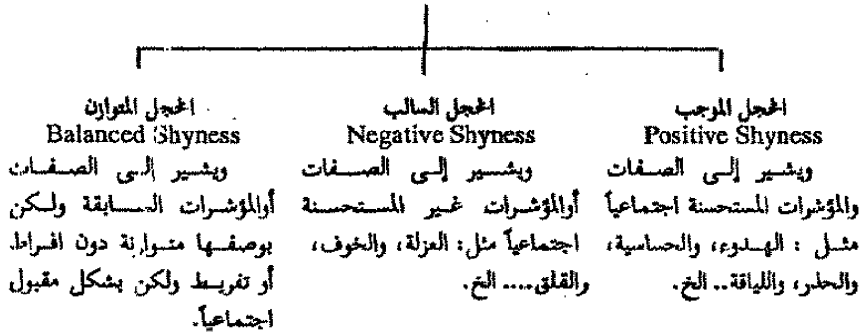 الخجل الموجب
Positive Shyness
ويشير إلى الصفات
والمؤشرات المستحسنة اجتماعياً
مثل : الهدوء، والحساسية،
والحذر، واللياقة.. الخ.
الخجل السالب
Negative Shyness
ويشير إلى الصفات
أوالمؤشرات غير المستحسنة
اجتماعياً مثل: العزلة، والخوف،
والقلق.... الخ.
الخجل المتوازن
Balanced Shyness
ويشير إلى الصفات
أوالمؤشرات السابقة ولكن
بوصفها متوازنة دون افراط
أو تفريط ولكن بشكل مقبول
اجتماعياً.